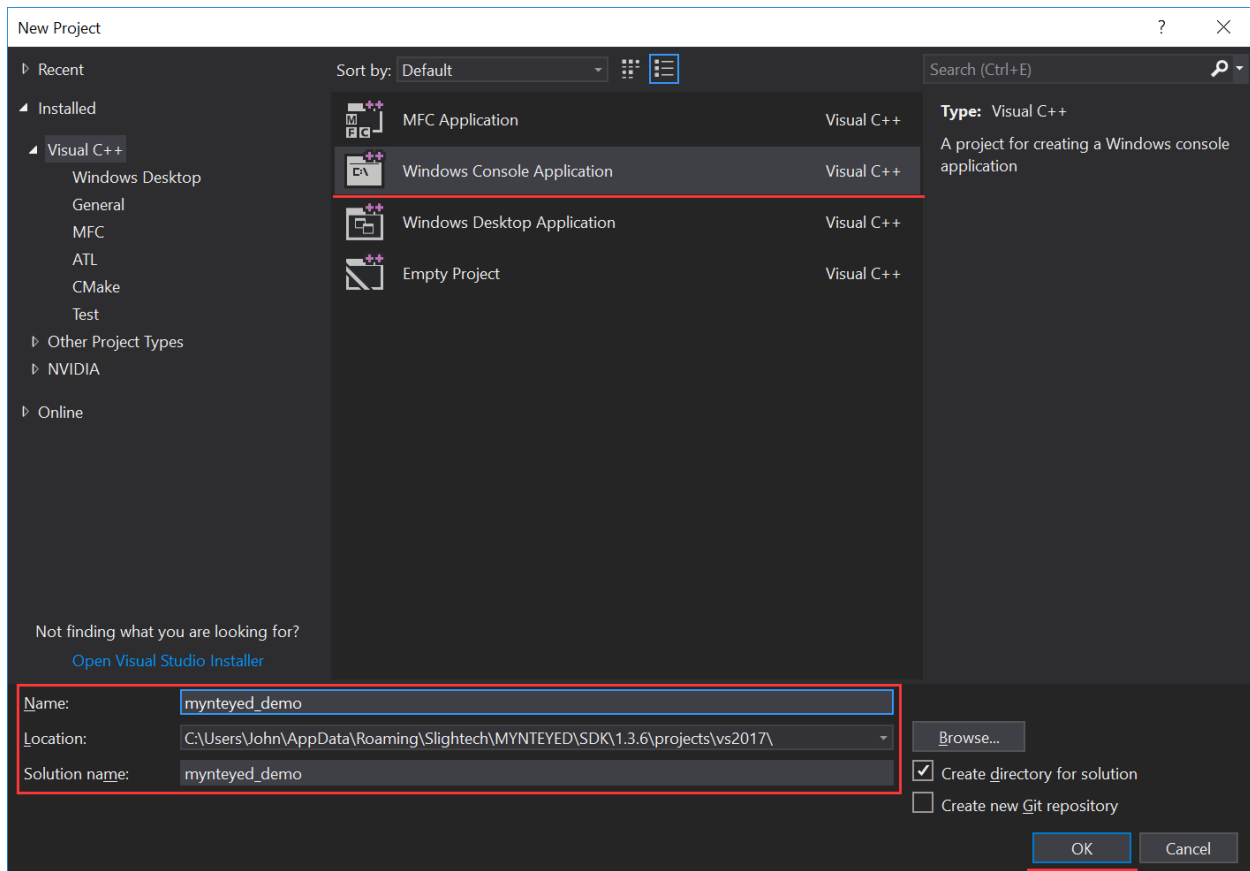 New Project
?
Recent
Installed
Visual C++
Windows Desktop
General
MFC
ATL
CMake
Test
Other Project Types
NVIDIA
Online
Not finding what you are looking for?
Open Visual Studio Installer
Sort by: Default
MFC Application Visual C++
Windows Console Application Visual C++
Windows Desktop Application Visual C++
Empty Project Visual C++
Search (Ctrl+E)
Type: Visual C++
A project for creating a Windows console
application
Name: mynteyed_demo
Location: C:\Users\John\AppData\Roaming\Slightech\MYNTEYED\SDK\1.3.6\projects\vs2017\
Solution name: mynteyed_demo
Browse...
Create directory for solution
Create new Git repository
OK Cancel